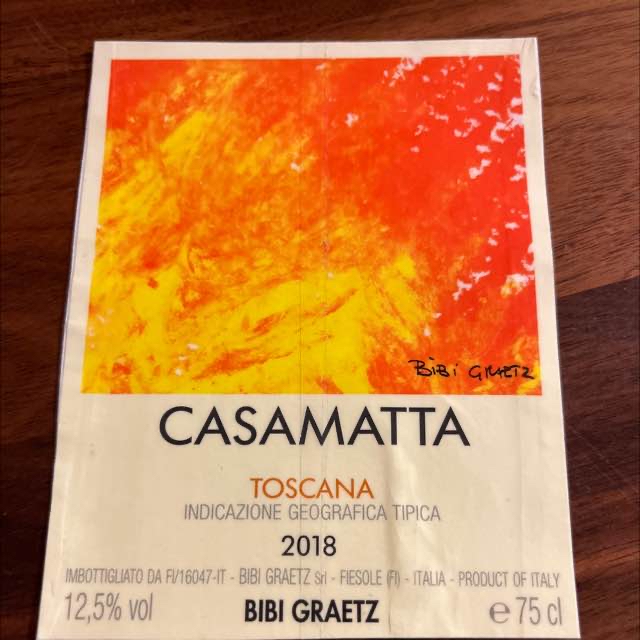 BiBi GRAETZ
CASAMATTA
TOSCANA
INDICAZIONE GEOGRAFICA TIPICA
2018
IMBOTTIGLIATO DA FI/16047-IT - BIBI GRAETZ Srl - FIESOLE (FI) - ITALIA - PRODUCT OF ITALY
12,5% vol BIBI GRAETZ e 75 cl